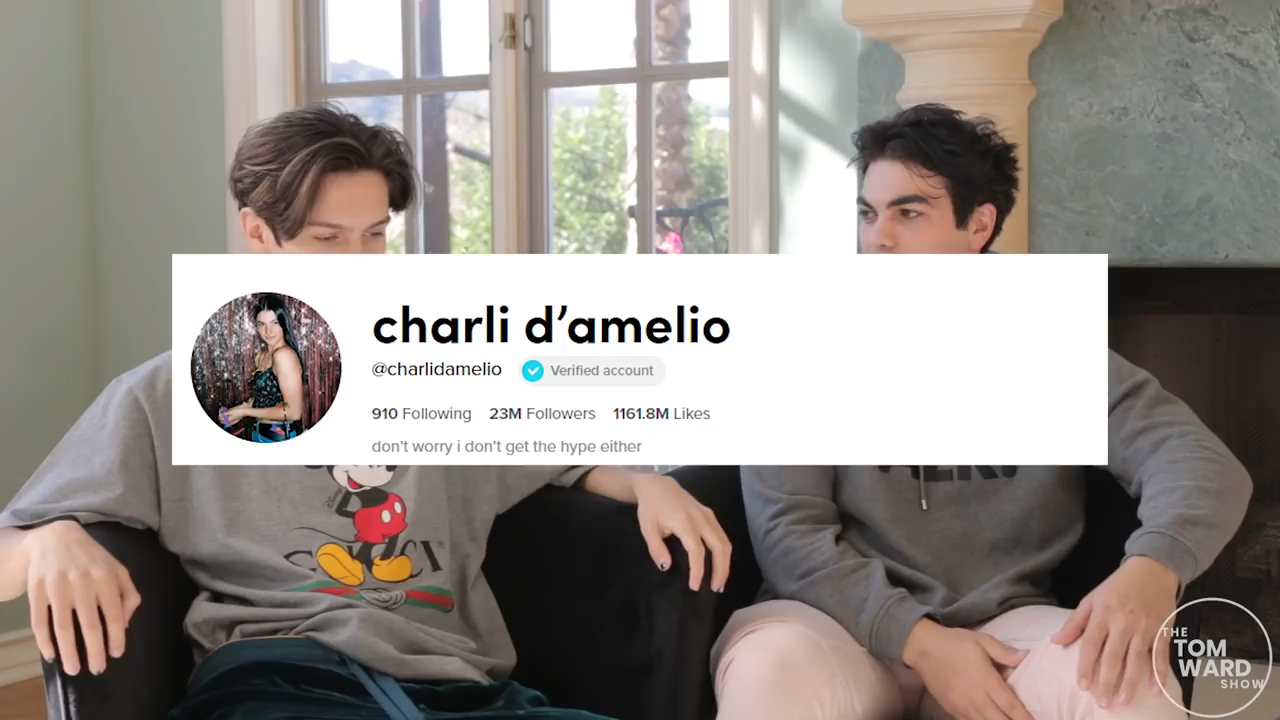 charli d'amelio
@charlidamelio Verified account
910 Following 23M Followers 1161.8M Likes
don't worry i don't get the hype either
THE
TOM
WARD
SHOW